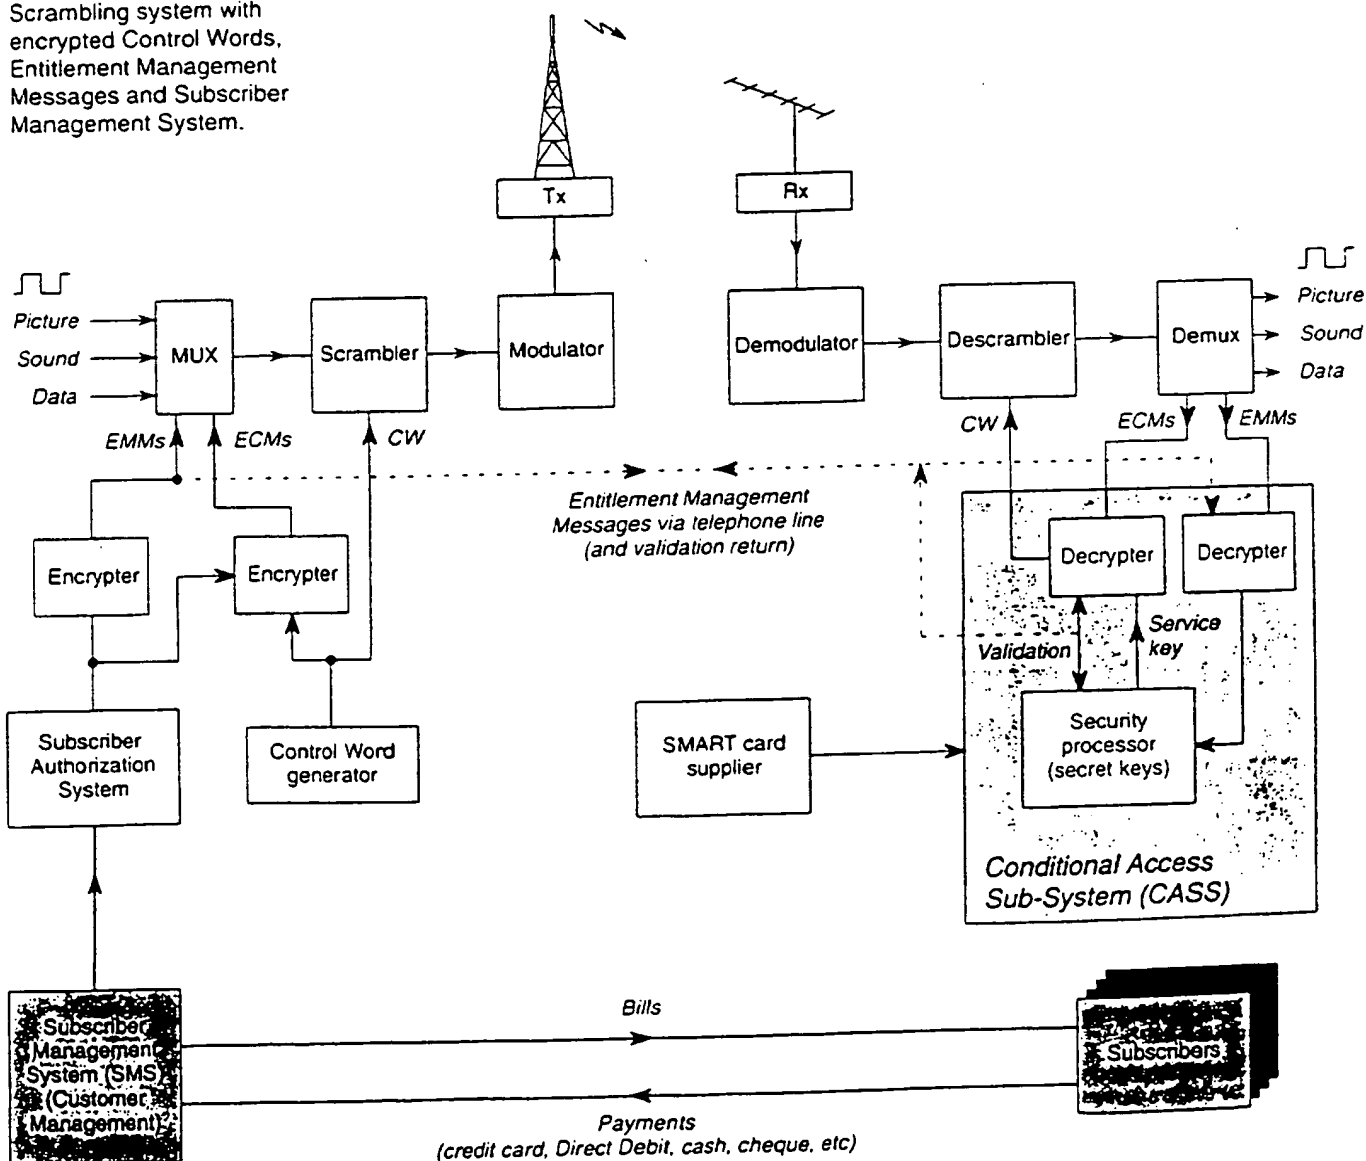 Scrambling system with
encrypted Control Words,
Entitlement Management
Messages and Subscriber
Management System.
Tx
Rx
Picture
Sound
Data
MUX
Scrambler
Modulator
Demodulator
Descrambler
Demux
Picture
Sound
Data
EMMs
ECMs
CW
CW
ECMs
EMMs
Entitlement Management
Messages via telephone line
(and validation return)
Encrypter
Encrypter
Decrypter
Decrypter
Validation
Service
key
Subscriber
Authorization
System
Control Word
generator
SMART card
supplier
Security
processor
(secret keys)
Conditional Access
Sub-System (CASS)
Subscriber
Management
System (SMS)
(Customer
Management)
Bills
Subscribers
Payments
(credit card, Direct Debit, cash, cheque, etc)